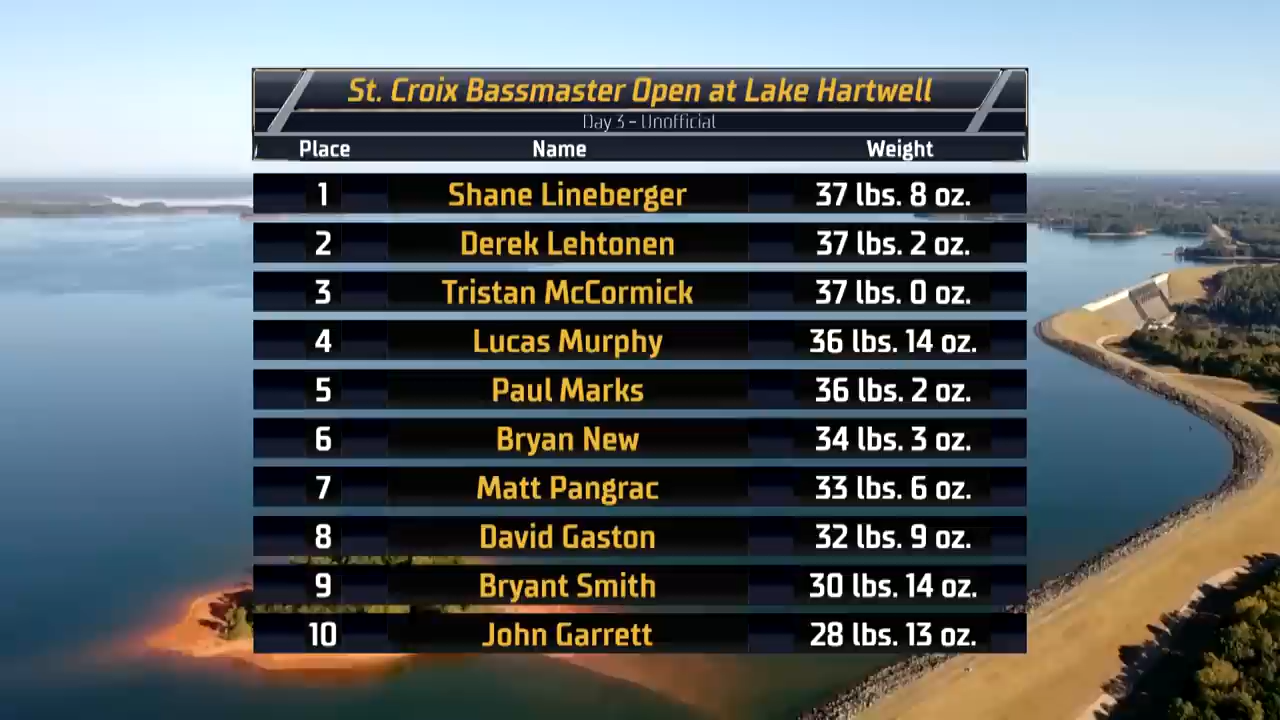 St. Croix Bassmaster Open at Lake Hartwell
Day 3 - Unofficial
Place Name Weight
1 Shane Lineberger 37 lbs. 8 oz.
2 Derek Lehtonen 37 lbs. 2 oz.
3 Tristan McCormick 37 lbs. 0 oz.
4 Lucas Murphy 36 lbs. 14 oz.
5 Paul Marks 36 lbs. 2 oz.
6 Bryan New 34 lbs. 3 oz.
7 Matt Pangrac 33 lbs. 6 oz.
8 David Gaston 32 lbs. 9 oz.
9 Bryant Smith 30 lbs. 14 oz.
10 John Garrett 28 lbs. 13 oz.